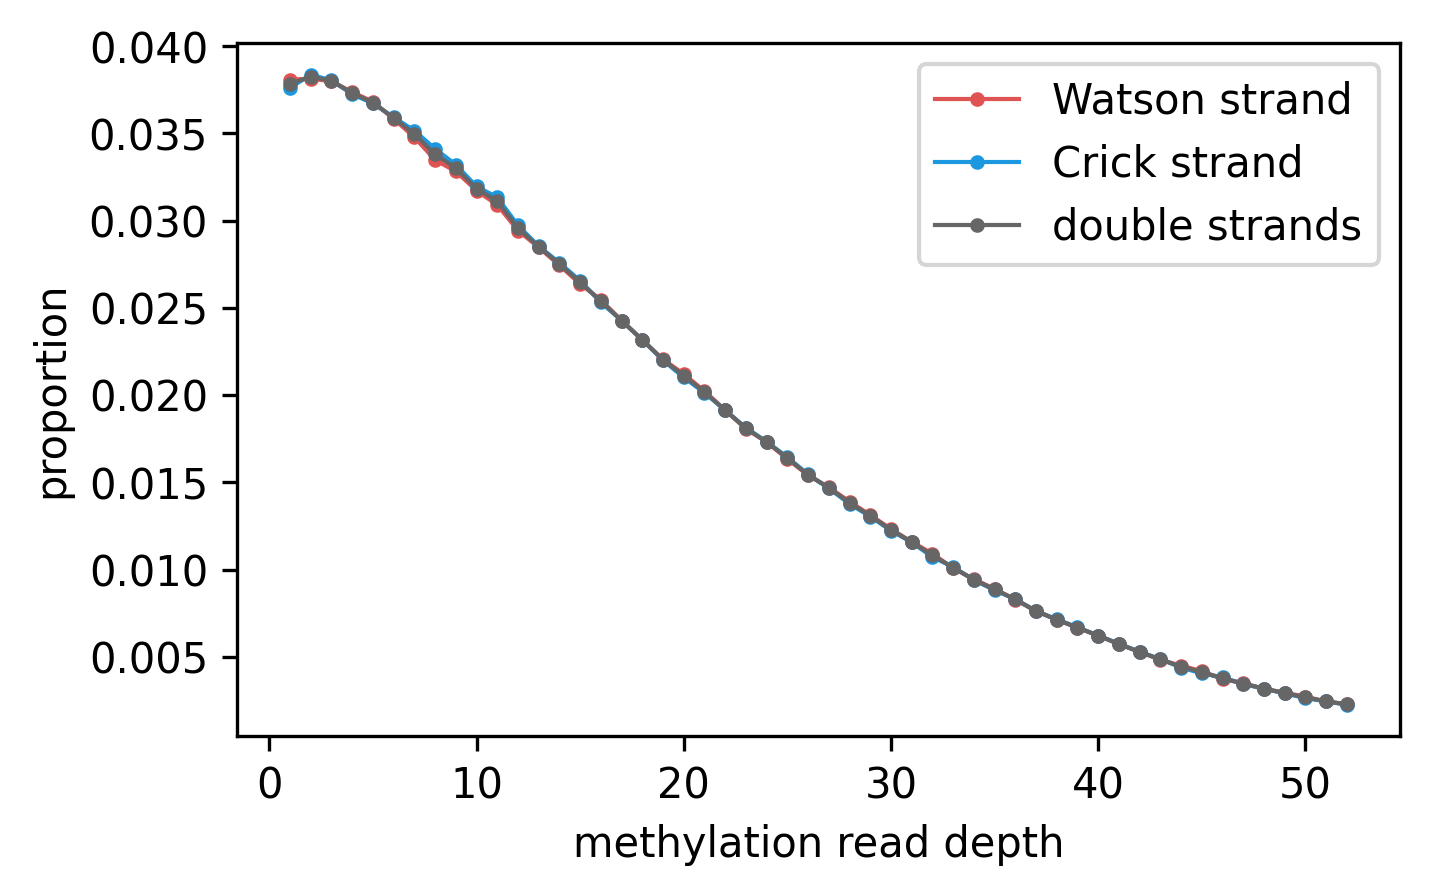 0.040
0.035
0.030
0.025
0.020
0.015
0.010
0.005
proportion
Watson strand
Crick strand
double strands
0 10 20 30 40 50
methylation read depth